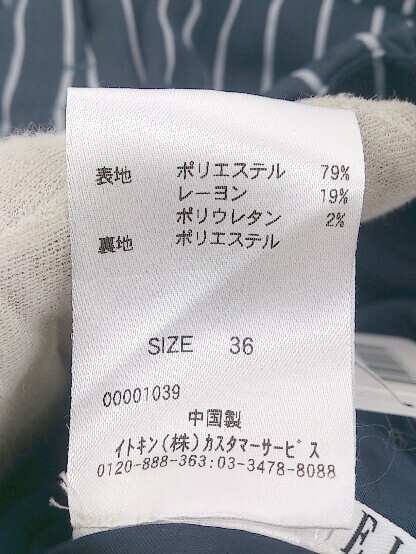 表地 ポリエステル 79%
レーヨン 19%
ポリウレタン 2%
裏地 ポリエステル
SIZE 36
00001039
中国製
イトキン(株)カスタマーサービス
0120-888-363:03-3478-8088